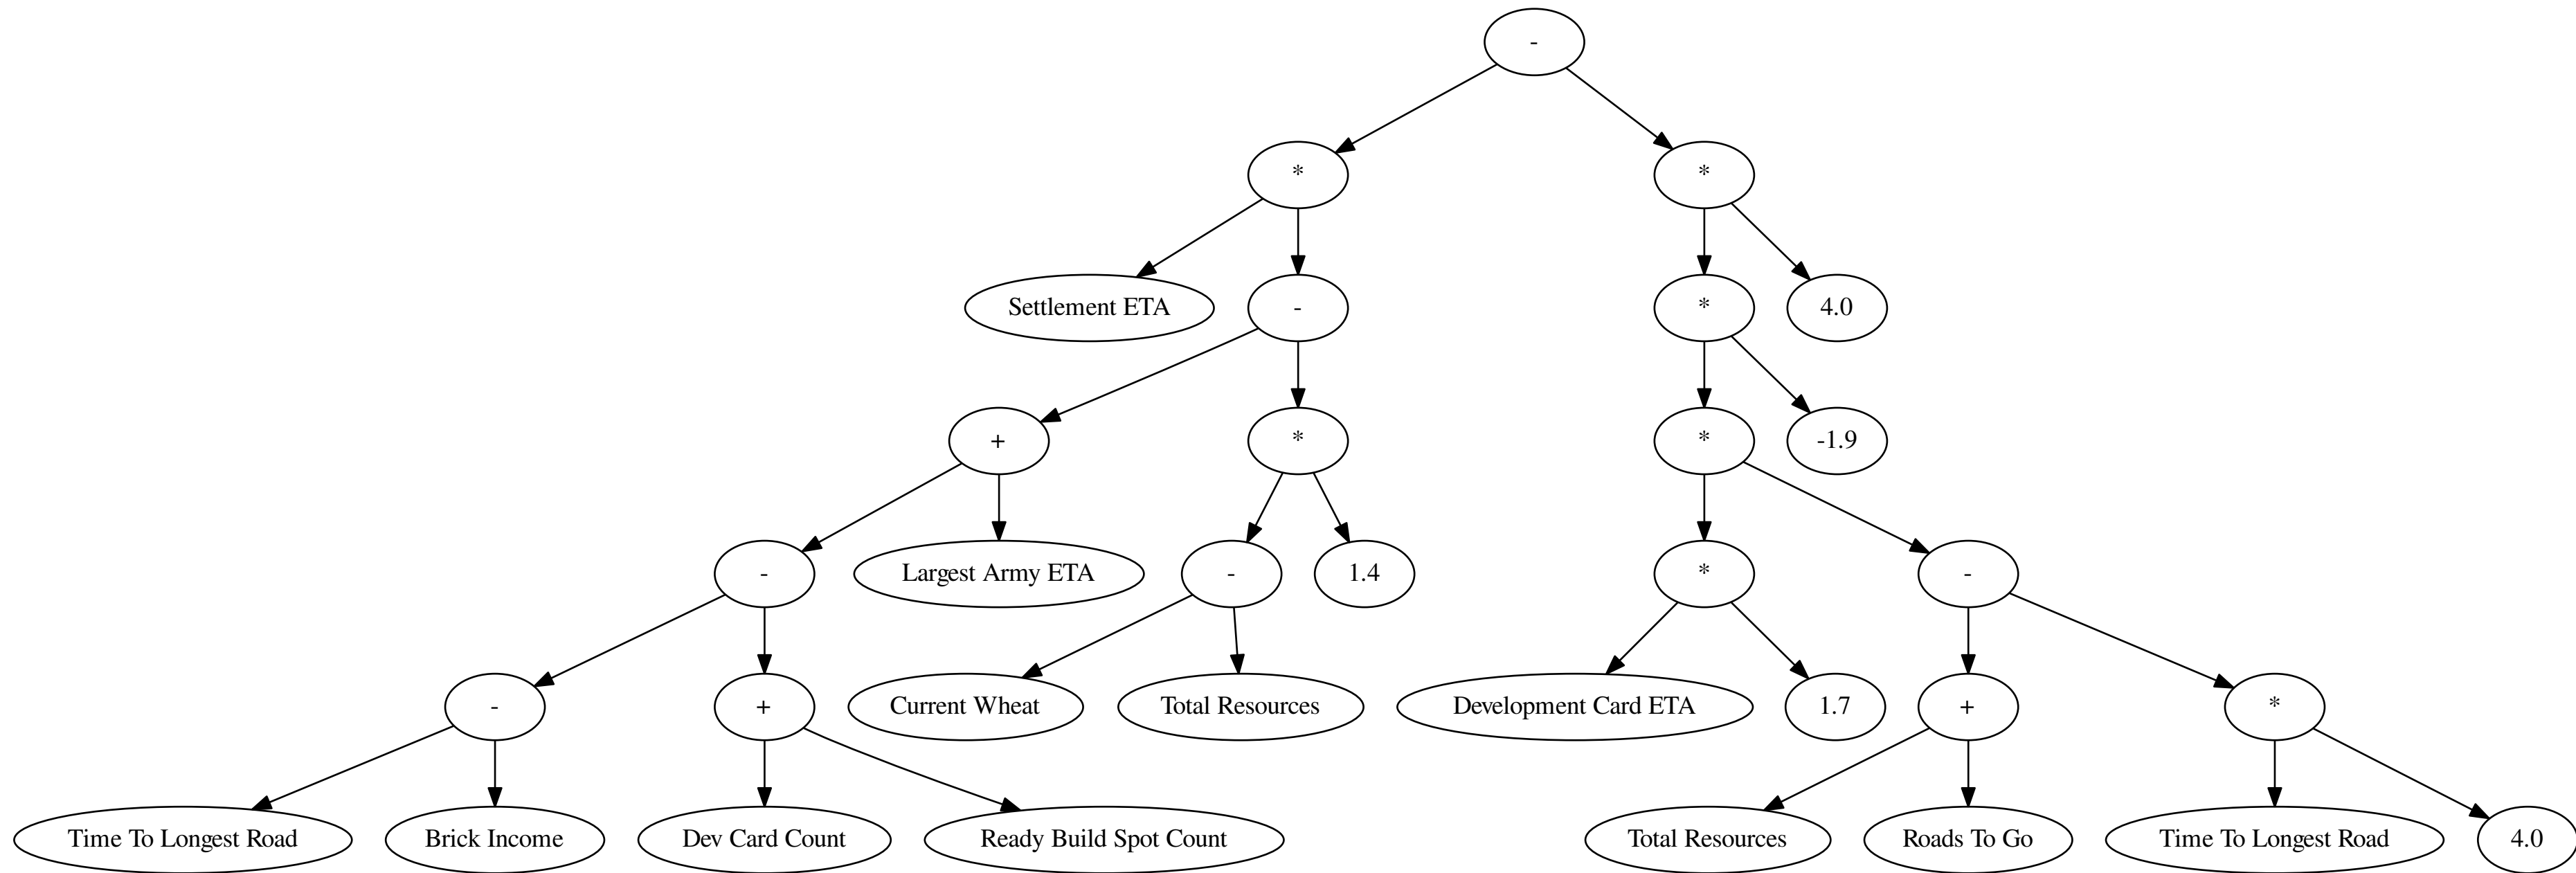 -
* *
Settlement ETA - * 4.0
+ * * -1.9
- Largest Army ETA - 1.4 * -
- + Current Wheat Total Resources Development Card ETA 1.7 + *
Time To Longest Road Brick Income Dev Card Count Ready Build Spot Count Total Resources Roads To Go Time To Longest Road 4.0